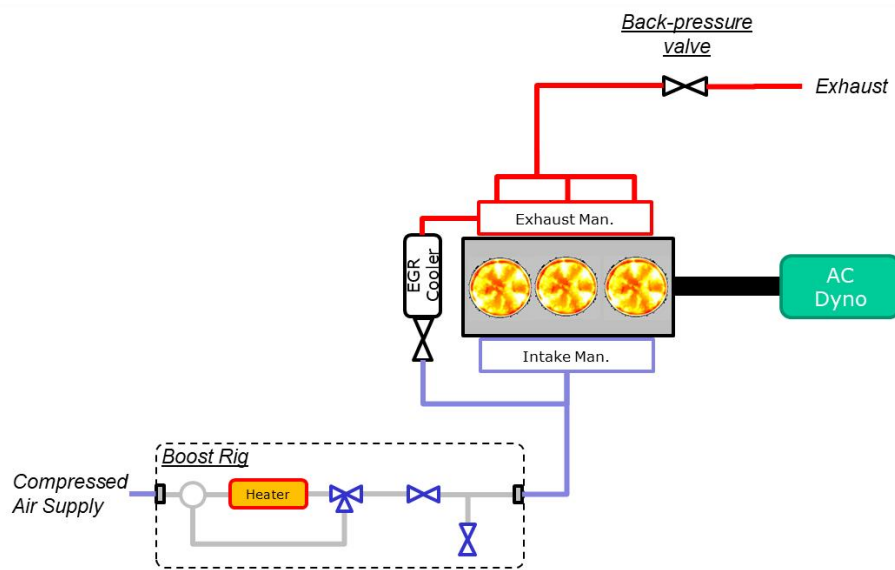 Back-pressure
valve
Exhaust
Exhaust Man.
EGR
Cooler
AC
Dyno
Intake Man.
Boost Rig
Compressed
Air Supply
Heater